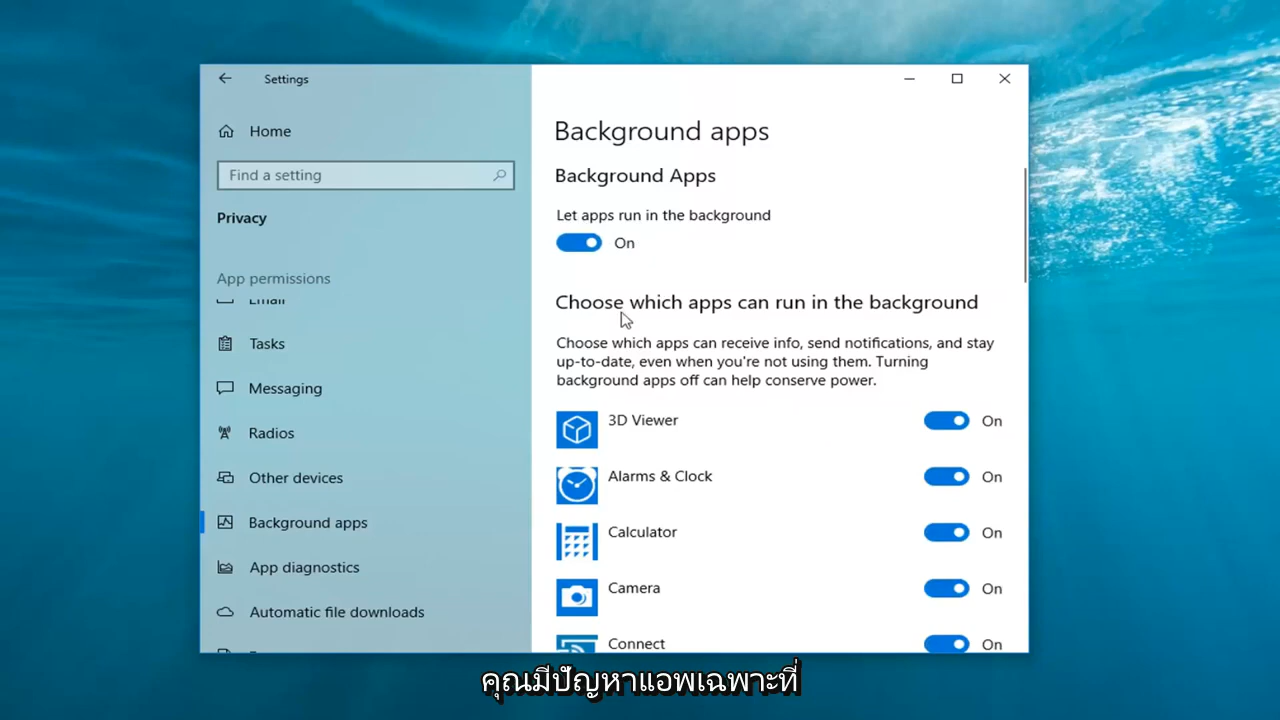 Settings
Home
Find a setting
Privacy
App permissions
Email
Tasks
Messaging
Radios
Other devices
Background apps
App diagnostics
Automatic file downloads
Background apps
Background Apps
Let apps run in the background
On
Choose which apps can run in the background
Choose which apps can receive info, send notifications, and stay
up-to-date, even when you're not using them. Turning
background apps off can help conserve power.
3D Viewer On
Alarms & Clock On
Calculator On
Camera On
Connect On
คุณมีปัญหาแอพเฉพาะที่